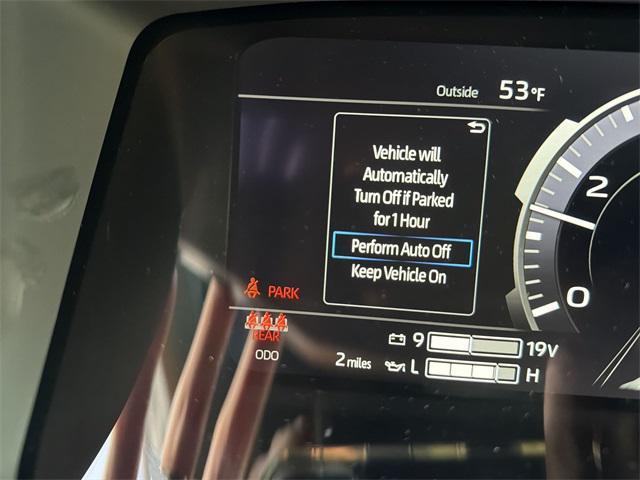 Outside 53°F
Vehicle will
Automatically
Turn Off if Parked
for 1 Hour
Perform Auto Off
Keep Vehicle On
2
0
PARK
REAR
ODO
2 miles
9 19V
L H